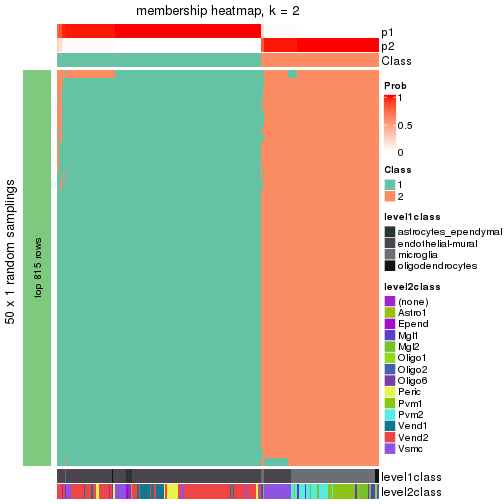 membership heatmap, k = 2
p1
p2
Class
50 x 1 random samplings
top 815 rows
Prob
1
0.5
0
Class
1
2
level1class
astrocytes_ependymal
endothelial-mural
microglia
oligodendrocytes
level2class
(none)
Astro1
Epend
Mgl1
Mgl2
Oligo1
Oligo2
Oligo6
Peric
Pvm1
Pvm2
Vend1
Vend2
Vsmc
level1class
level2class